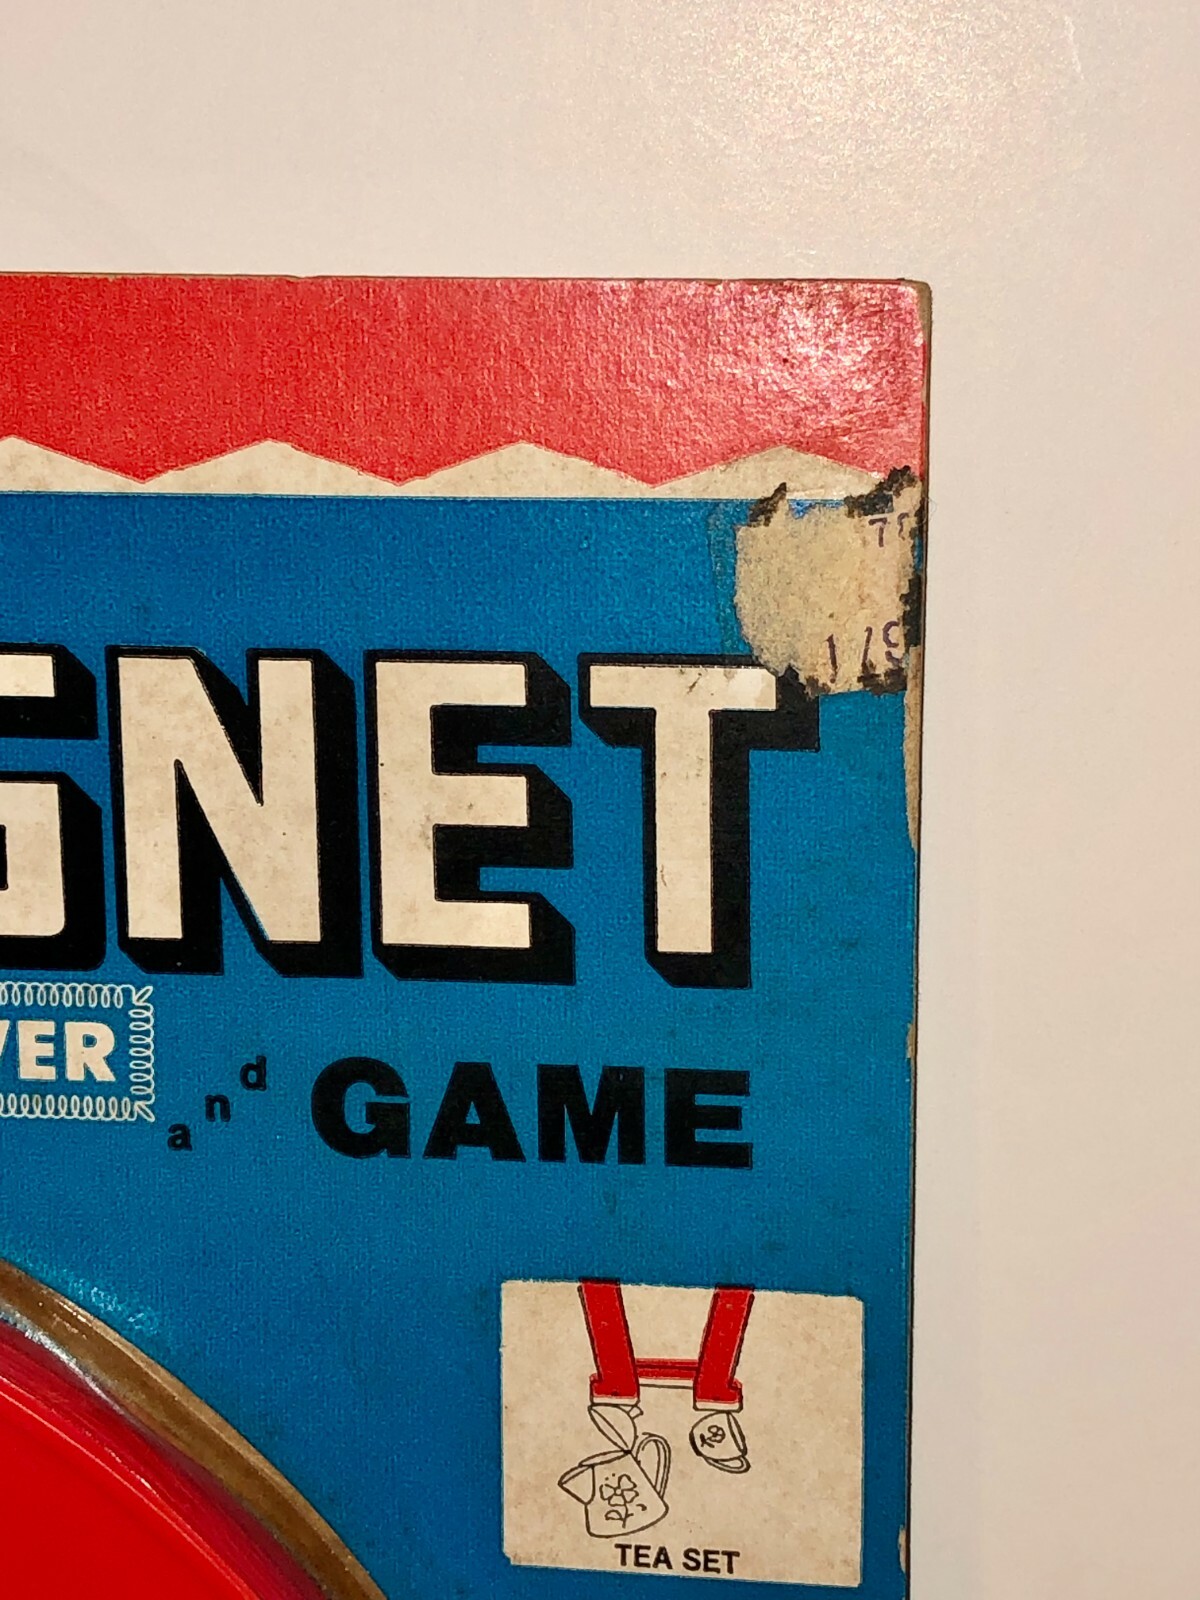 GNET
VER
and GAME
TEA SET